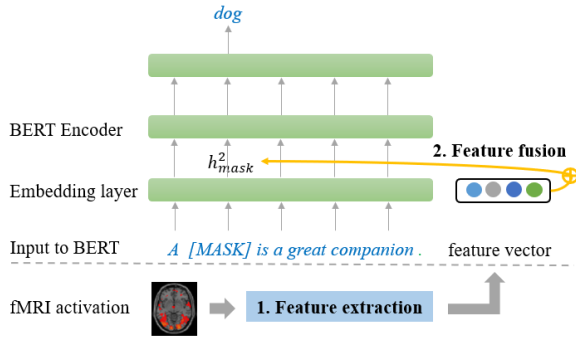 dog
BERT Encoder
2. Feature fusion
h²mask
Embedding layer
Input to BERT
A [MASK] is a great companion .
feature vector
fMRI activation
1. Feature extraction